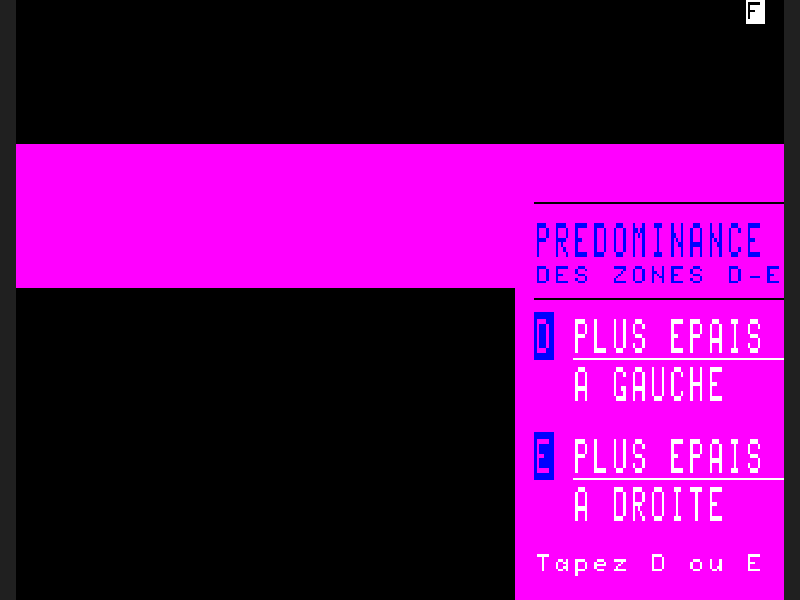 F
PREDOMINANCE
DES ZONES D-E
D PLUS EPAIS
A GAUCHE
E PLUS EPAIS
A DROITE
Tapez D ou E